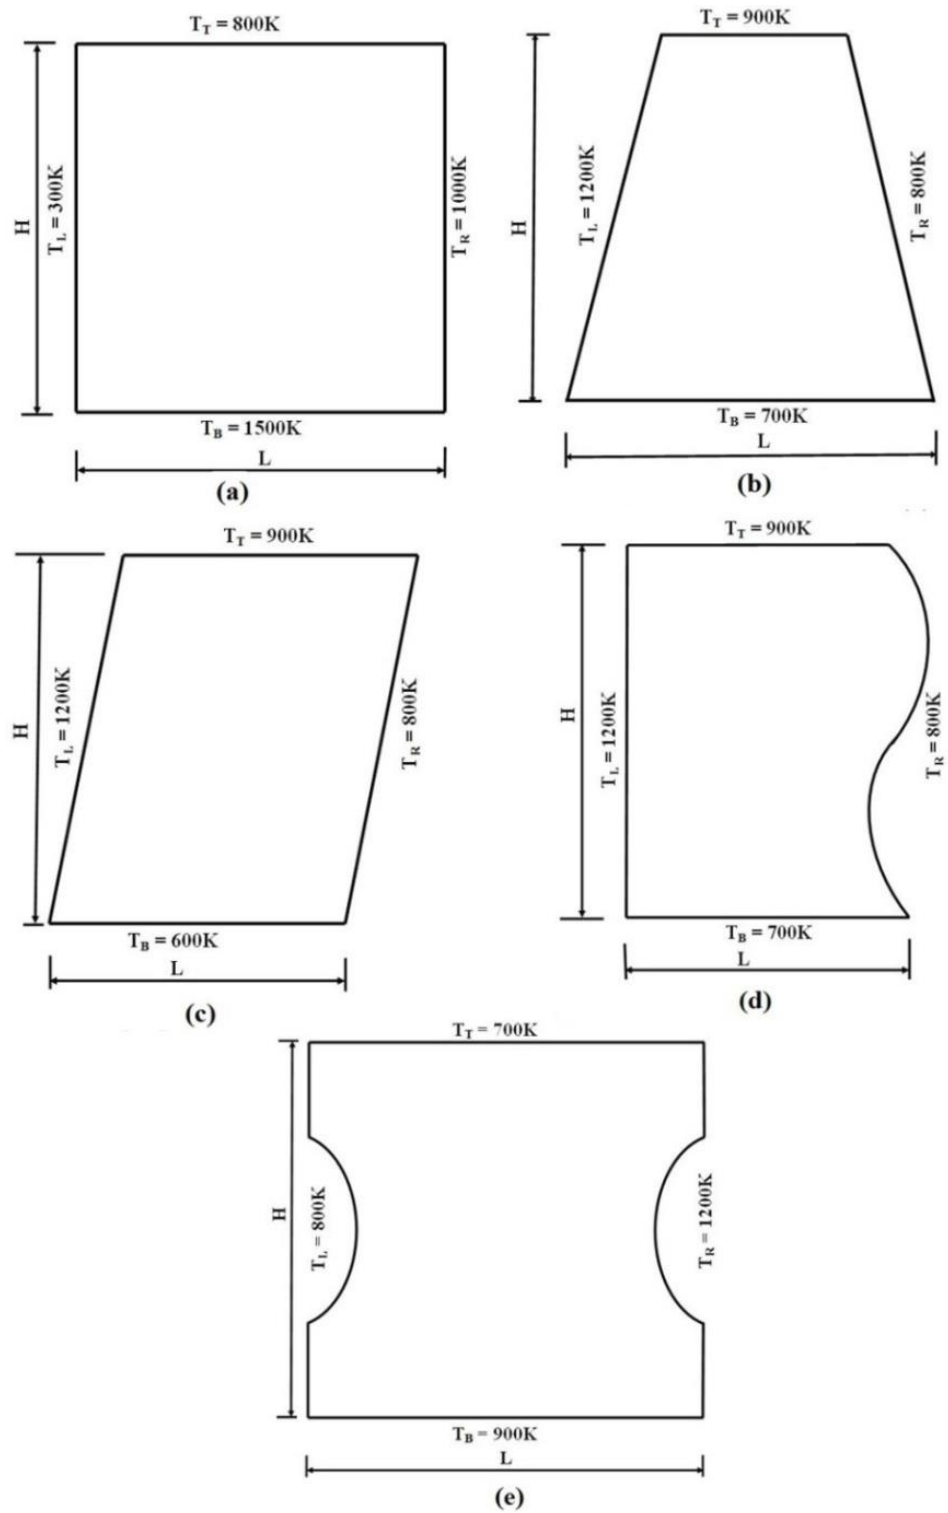 T_T = 800K
H
T_L = 300K
T_R = 1000K
T_B = 1500K
L
(a)
T_T = 900K
H
T_L = 1200K
T_R = 800K
T_B = 700K
L
(b)
T_T = 900K
H
T_L = 1200K
T_R = 800K
T_B = 600K
L
(c)
T_T = 900K
H
T_L = 1200K
T_R = 800K
T_B = 700K
L
(d)
T_T = 700K
H
T_L = 800K
T_R = 1200K
T_B = 900K
L
(e)